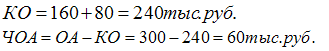 КО = 160 + 80 = 240тыс.руб.
ЧОА = ОА − КО = 300 − 240 = 60тыс.руб.